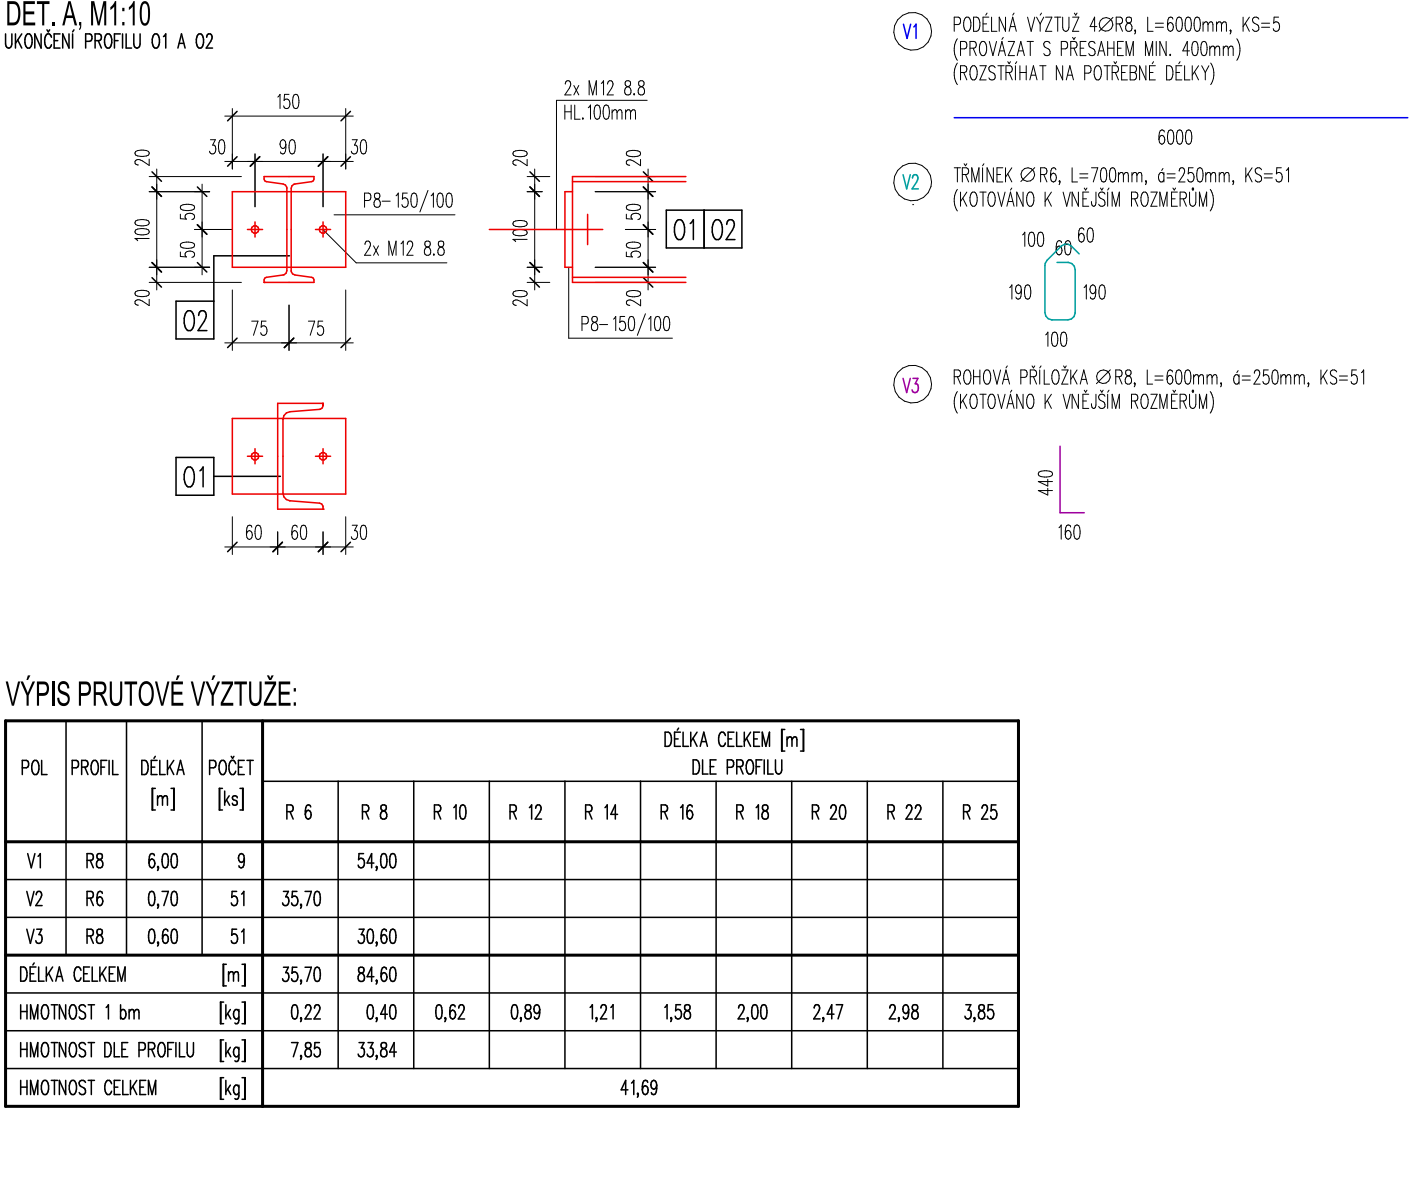 DET. A, M1:10
UKONČENÍ PROFILU O1 A O2
150
30 90 30
20
50
100
50
20
P8-150/100
2x M12 8.8
O2
75 75
2x M12 8.8
HL.100mm
20 20
50
100
50
20 20
O1 O2
P8-150/100
O1
60 60 30
V1 PODÉLNÁ VÝZTUŽ 4∅R8, L=6000mm, KS=5
(PROVÁZAT S PŘESAHEM MIN. 400mm)
(ROZSTŘÍHAT NA POTŘEBNÉ DÉLKY)
6000
V2 TŘMÍNEK ∅R6, L=700mm, á=250mm, KS=51
(KOTOVÁNO K VNĚJŠÍM ROZMĚRŮM)
100 60 60
190 190
100
V3 ROHOVÁ PŘÍLOŽKA ∅R8, L=600mm, á=250mm, KS=51
(KOTOVÁNO K VNĚJŠÍM ROZMĚRŮM)
440
160
VÝPIS PRUTOVÉ VÝZTUŽE:
POL PROFIL DÉLKA [m] POČET [ks] DÉLKA CELKEM [m]
DLE PROFILU
R 6 R 8 R 10 R 12 R 14 R 16 R 18 R 20 R 22 R 25
V1 R8 6,00 9 54,00
V2 R6 0,70 51 35,70
V3 R8 0,60 51 30,60
DÉLKA CELKEM [m] 35,70 84,60
HMOTNOST 1 bm [kg] 0,22 0,40 0,62 0,89 1,21 1,58 2,00 2,47 2,98 3,85
HMOTNOST DLE PROFILU [kg] 7,85 33,84
HMOTNOST CELKEM [kg] 41,69